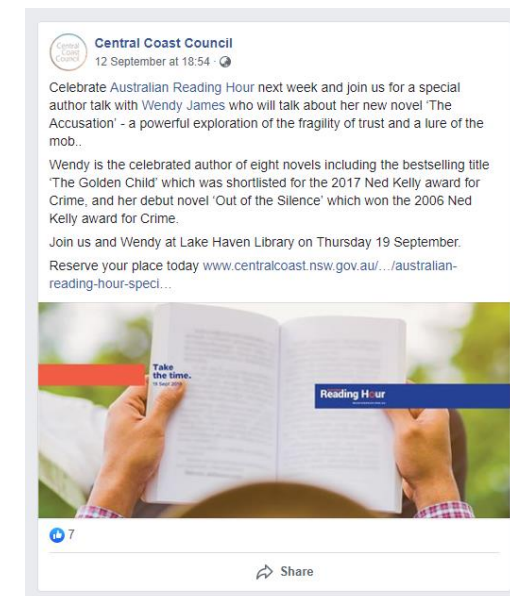 Central
Coast
Council
Central Coast Council
12 September at 18:54 ·
Celebrate Australian Reading Hour next week and join us for a special
author talk with Wendy James who will talk about her new novel ‘The
Accusation’ - a powerful exploration of the fragility of trust and a lure of the
mob..
Wendy is the celebrated author of eight novels including the bestselling title
‘The Golden Child’ which was shortlisted for the 2017 Ned Kelly award for
Crime, and her debut novel ‘Out of the Silence’ which won the 2006 Ned
Kelly award for Crime.
Join us and Wendy at Lake Haven Library on Thursday 19 September.
Reserve your place today www.centralcoast.nsw.gov.au/…/australian-
reading-hour-speci…
Take
the time.
19 Sept 2019
Reading Hour
7
Share